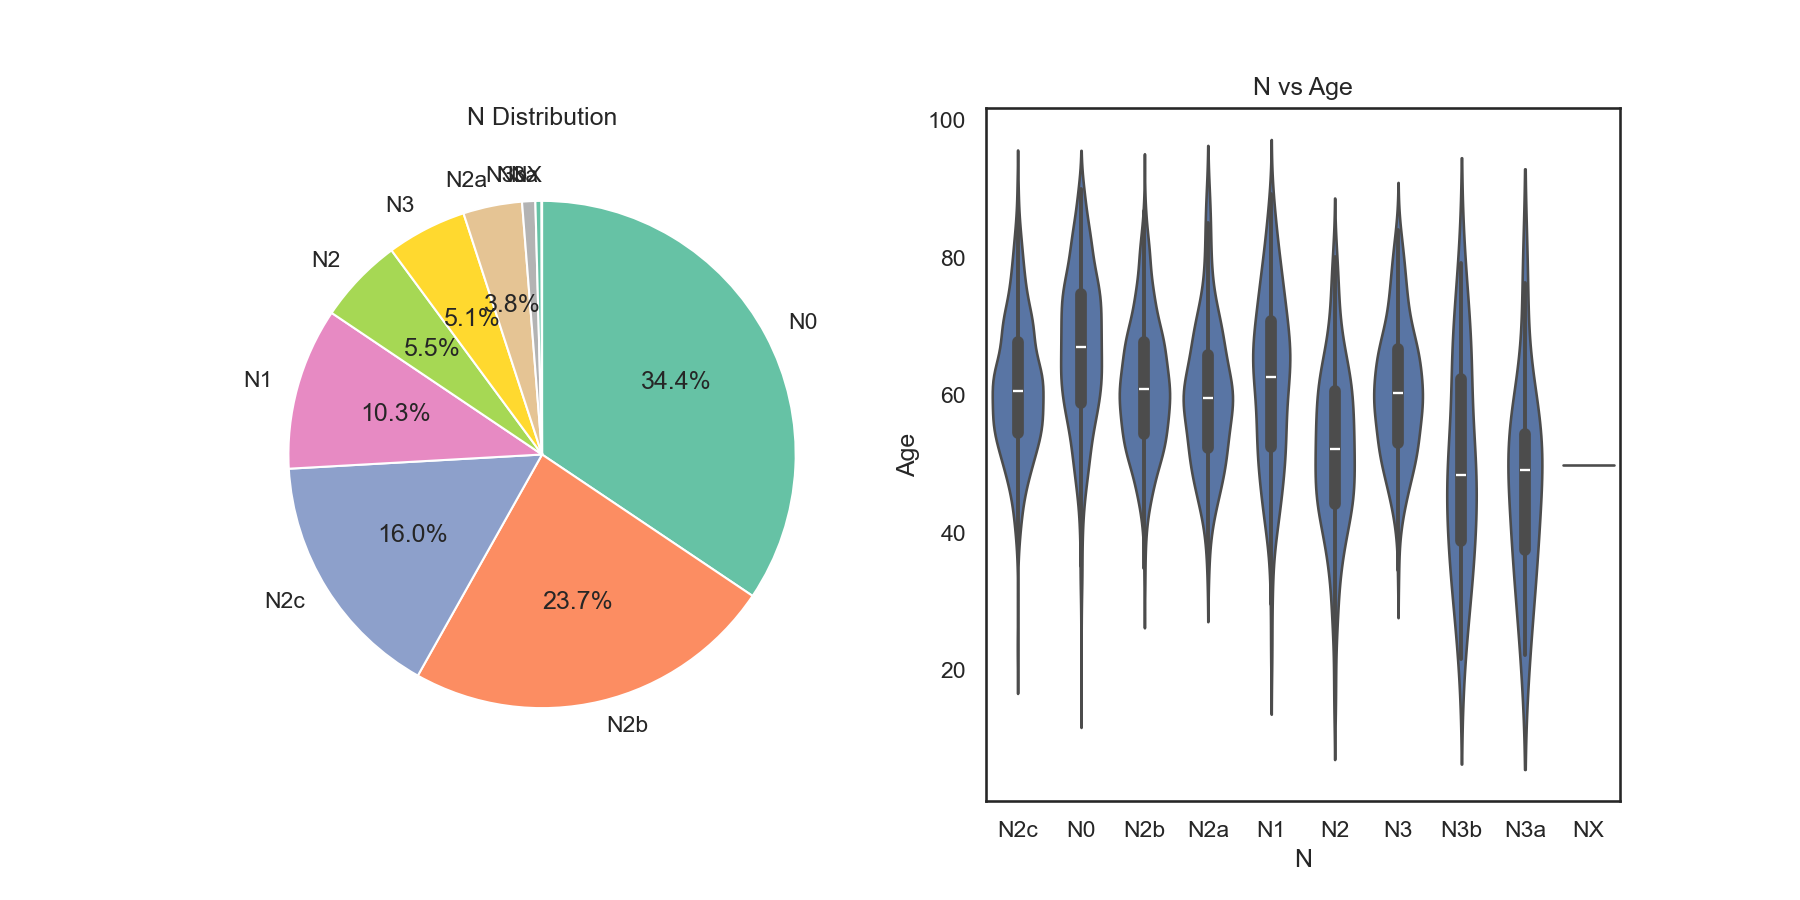 N Distribution
N0
N2b
N2c
N1
N2
N3
N2a
NX
34.4%
23.7%
16.0%
10.3%
5.5%
5.1%
3.8%
N vs Age
Age
100
80
60
40
20
N2c N0 N2b N2a N1 N2 N3 N3b N3a NX
N